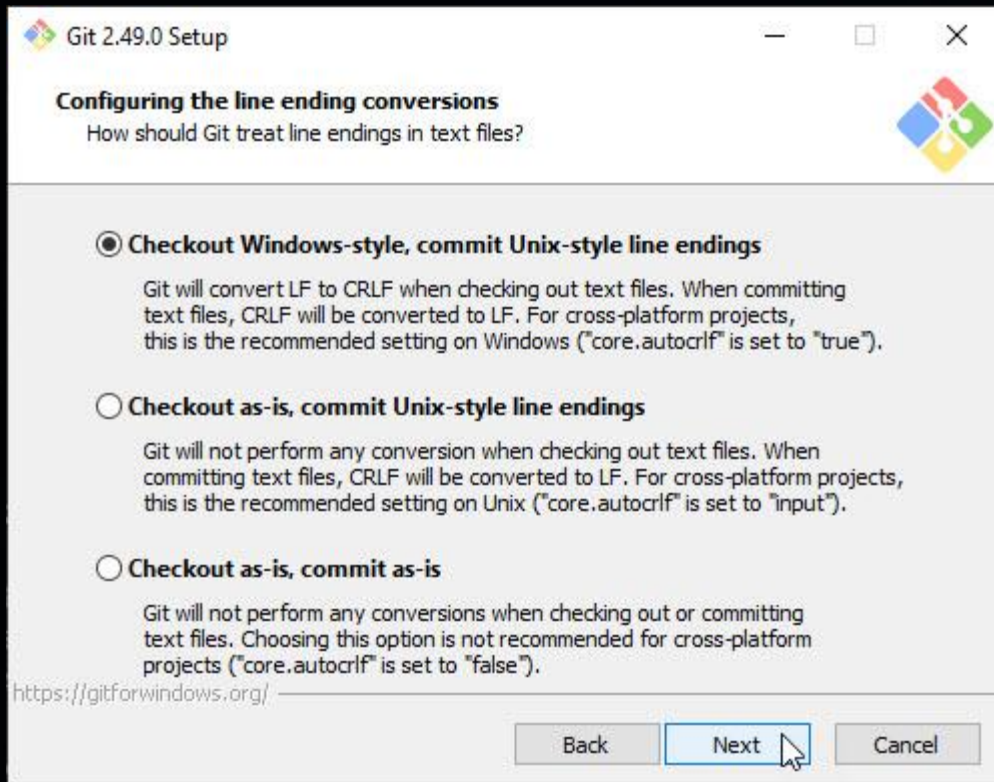 Git 2.49.0 Setup
Configuring the line ending conversions
How should Git treat line endings in text files?
Checkout Windows-style, commit Unix-style line endings
Git will convert LF to CRLF when checking out text files. When committing
text files, CRLF will be converted to LF. For cross-platform projects,
this is the recommended setting on Windows ("core.autocrlf" is set to "true").
Checkout as-is, commit Unix-style line endings
Git will not perform any conversion when checking out text files. When
committing text files, CRLF will be converted to LF. For cross-platform projects,
this is the recommended setting on Unix ("core.autocrlf" is set to "input").
Checkout as-is, commit as-is
Git will not perform any conversions when checking out or committing
text files. Choosing this option is not recommended for cross-platform
projects ("core.autocrlf" is set to "false").
https://gitforwindows.org/
Back Next Cancel